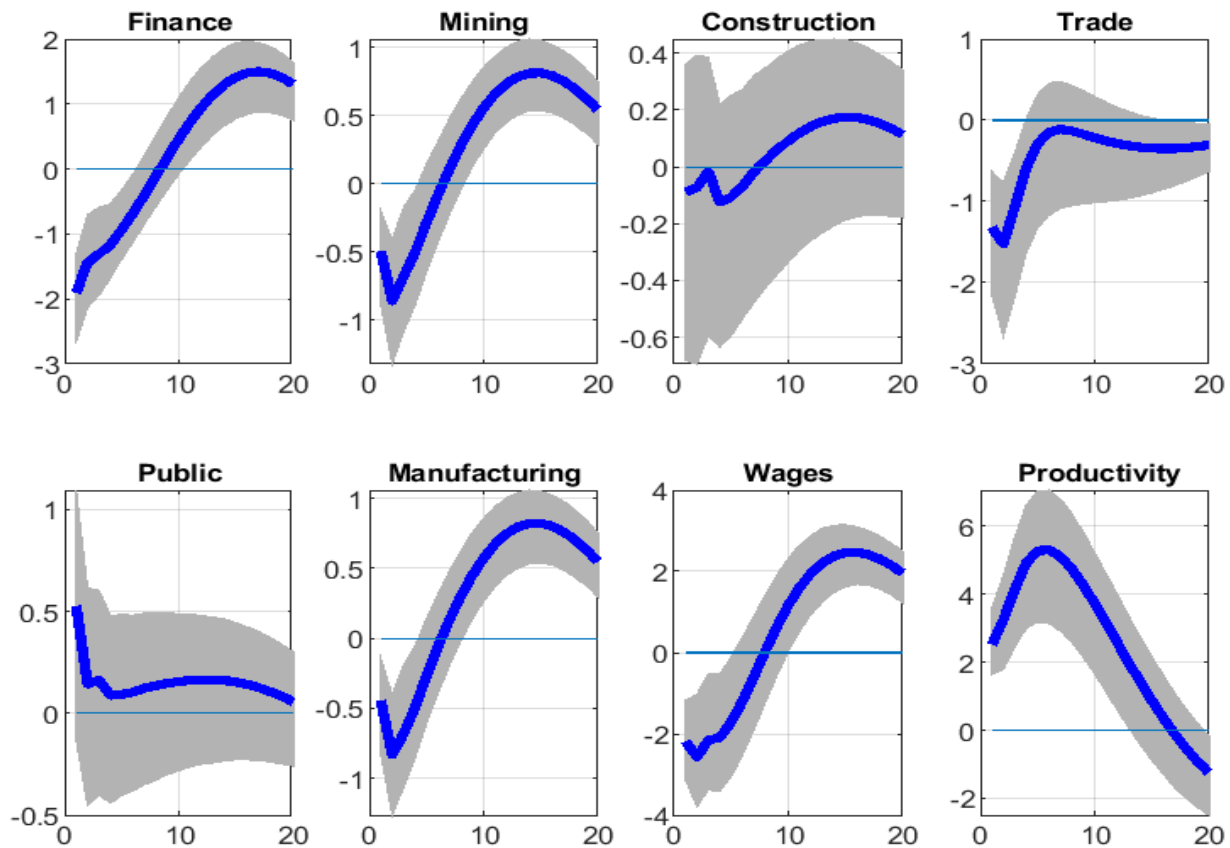 Finance Mining Construction Trade
2 1 0.4 1
1 0.5 0.2 0
0 0 0 -1
-1 -0.5 -0.2 -2
-2 -1 -0.4 -3
-3 -0.6
0 10 20 0 10 20 0 10 20 0 10 20
Public Manufacturing Wages Productivity
1 1 4 6
0.5 0.5 2 4
0 0 0 2
-0.5 -0.5 -2 0
-1 -4 -2
0 10 20 0 10 20 0 10 20 0 10 20